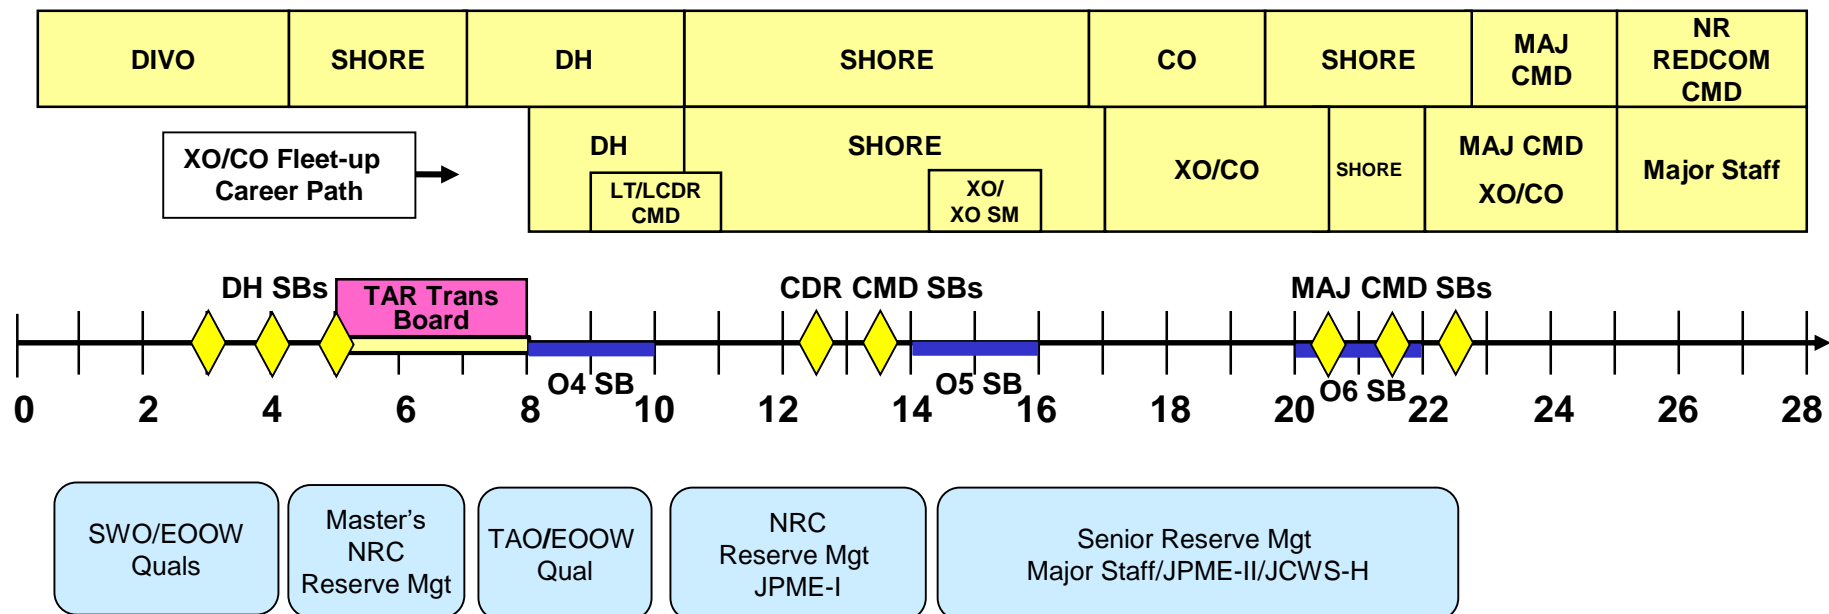 DIVO
SHORE
DH
SHORE
CO
SHORE
MAJ
CMD
NR
REDCOM
CMD
XO/CO Fleet-up
Career Path
DH
LT/LCDR
CMD
SHORE
XO/
XO SM
XO/CO
SHORE
MAJ CMD
XO/CO
Major Staff
DH SBs
TAR Trans
Board
CDR CMD SBs
MAJ CMD SBs
O4 SB
O5 SB
O6 SB
0 2 4 6 8 10 12 14 16 18 20 22 24 26 28
SWO/EOOW
Quals
Master's
NRC
Reserve Mgt
TAO/EOOW
Qual
NRC
Reserve Mgt
JPME-I
Senior Reserve Mgt
Major Staff/JPME-II/JCWS-H